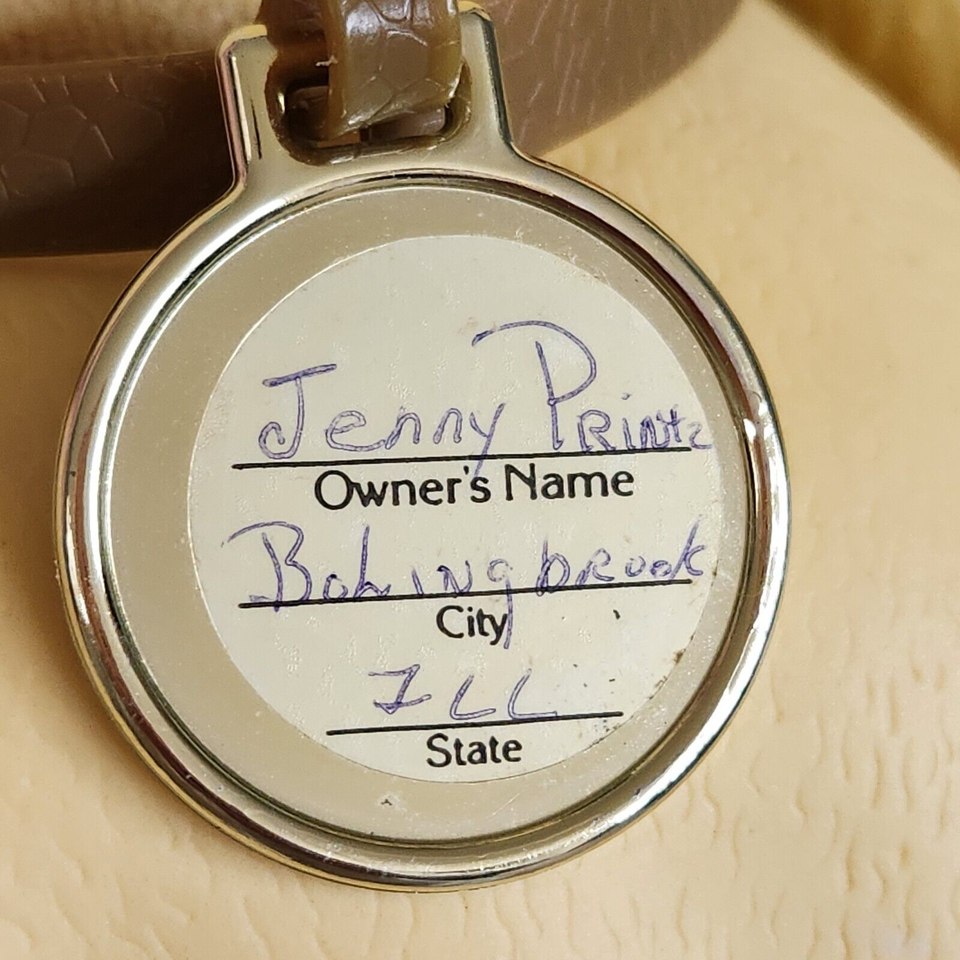 Jenny Printz
Owner's Name
Bolingbrook
City
ILL
State